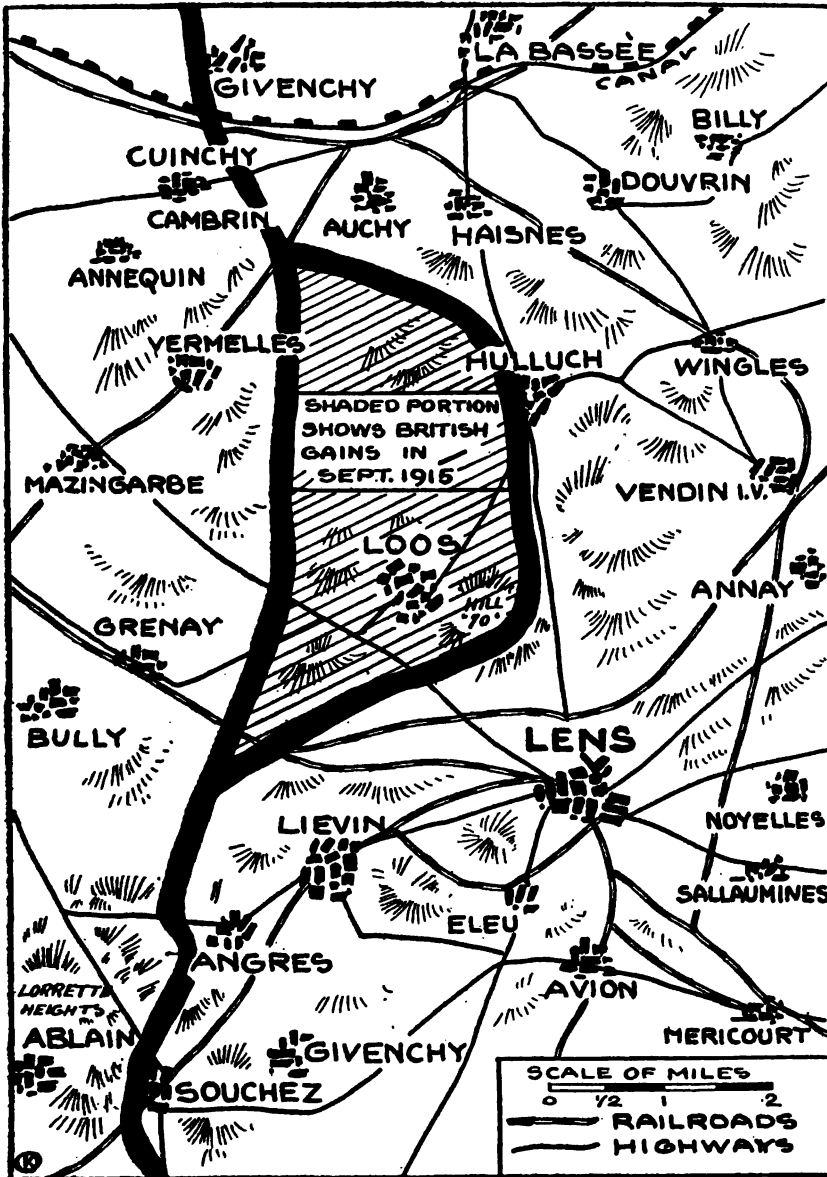 LA BASSÉE
CANAL
GIVENCHY
BILLY
CUINCHY
DOUVRIN
CAMBRIN
AUCHY
HAISNES
ANNEQUIN
VERMELLES
HULLUCH
WINGLES
SHADED PORTION
SHOWS BRITISH
GAINS IN
SEPT. 1915
MAZINGARBE
VENDIN I.V.
LOOS
ANNAY
HILL
"70"
GRENAY
BULLY
LENS
LIEVIN
NOYELLES
SALLAUMINES
ELEU
ANGRES
AVION
LORRETTE
HEIGHTS
ABLAIN
GIVENCHY
MERICOURT
SOUCHEZ
SCALE OF MILES
0 1/2 1 2
RAILROADS
HIGHWAYS
K